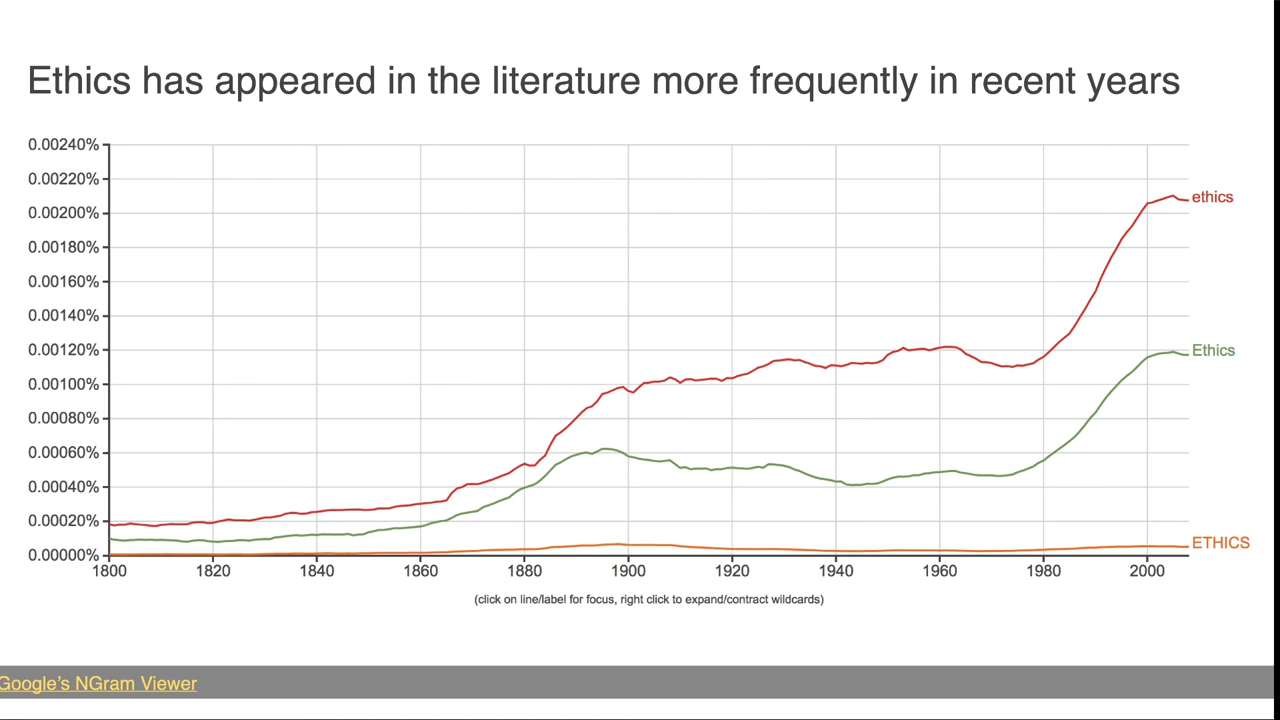 Ethics has appeared in the literature more frequently in recent years
0.00240%
0.00220%
0.00200%
0.00180%
0.00160%
0.00140%
0.00120%
0.00100%
0.00080%
0.00060%
0.00040%
0.00020%
0.00000%
ethics
Ethics
ETHICS
1800 1820 1840 1860 1880 1900 1920 1940 1960 1980 2000
(click on line/label for focus, right click to expand/contract wildcards)
Google's NGram Viewer